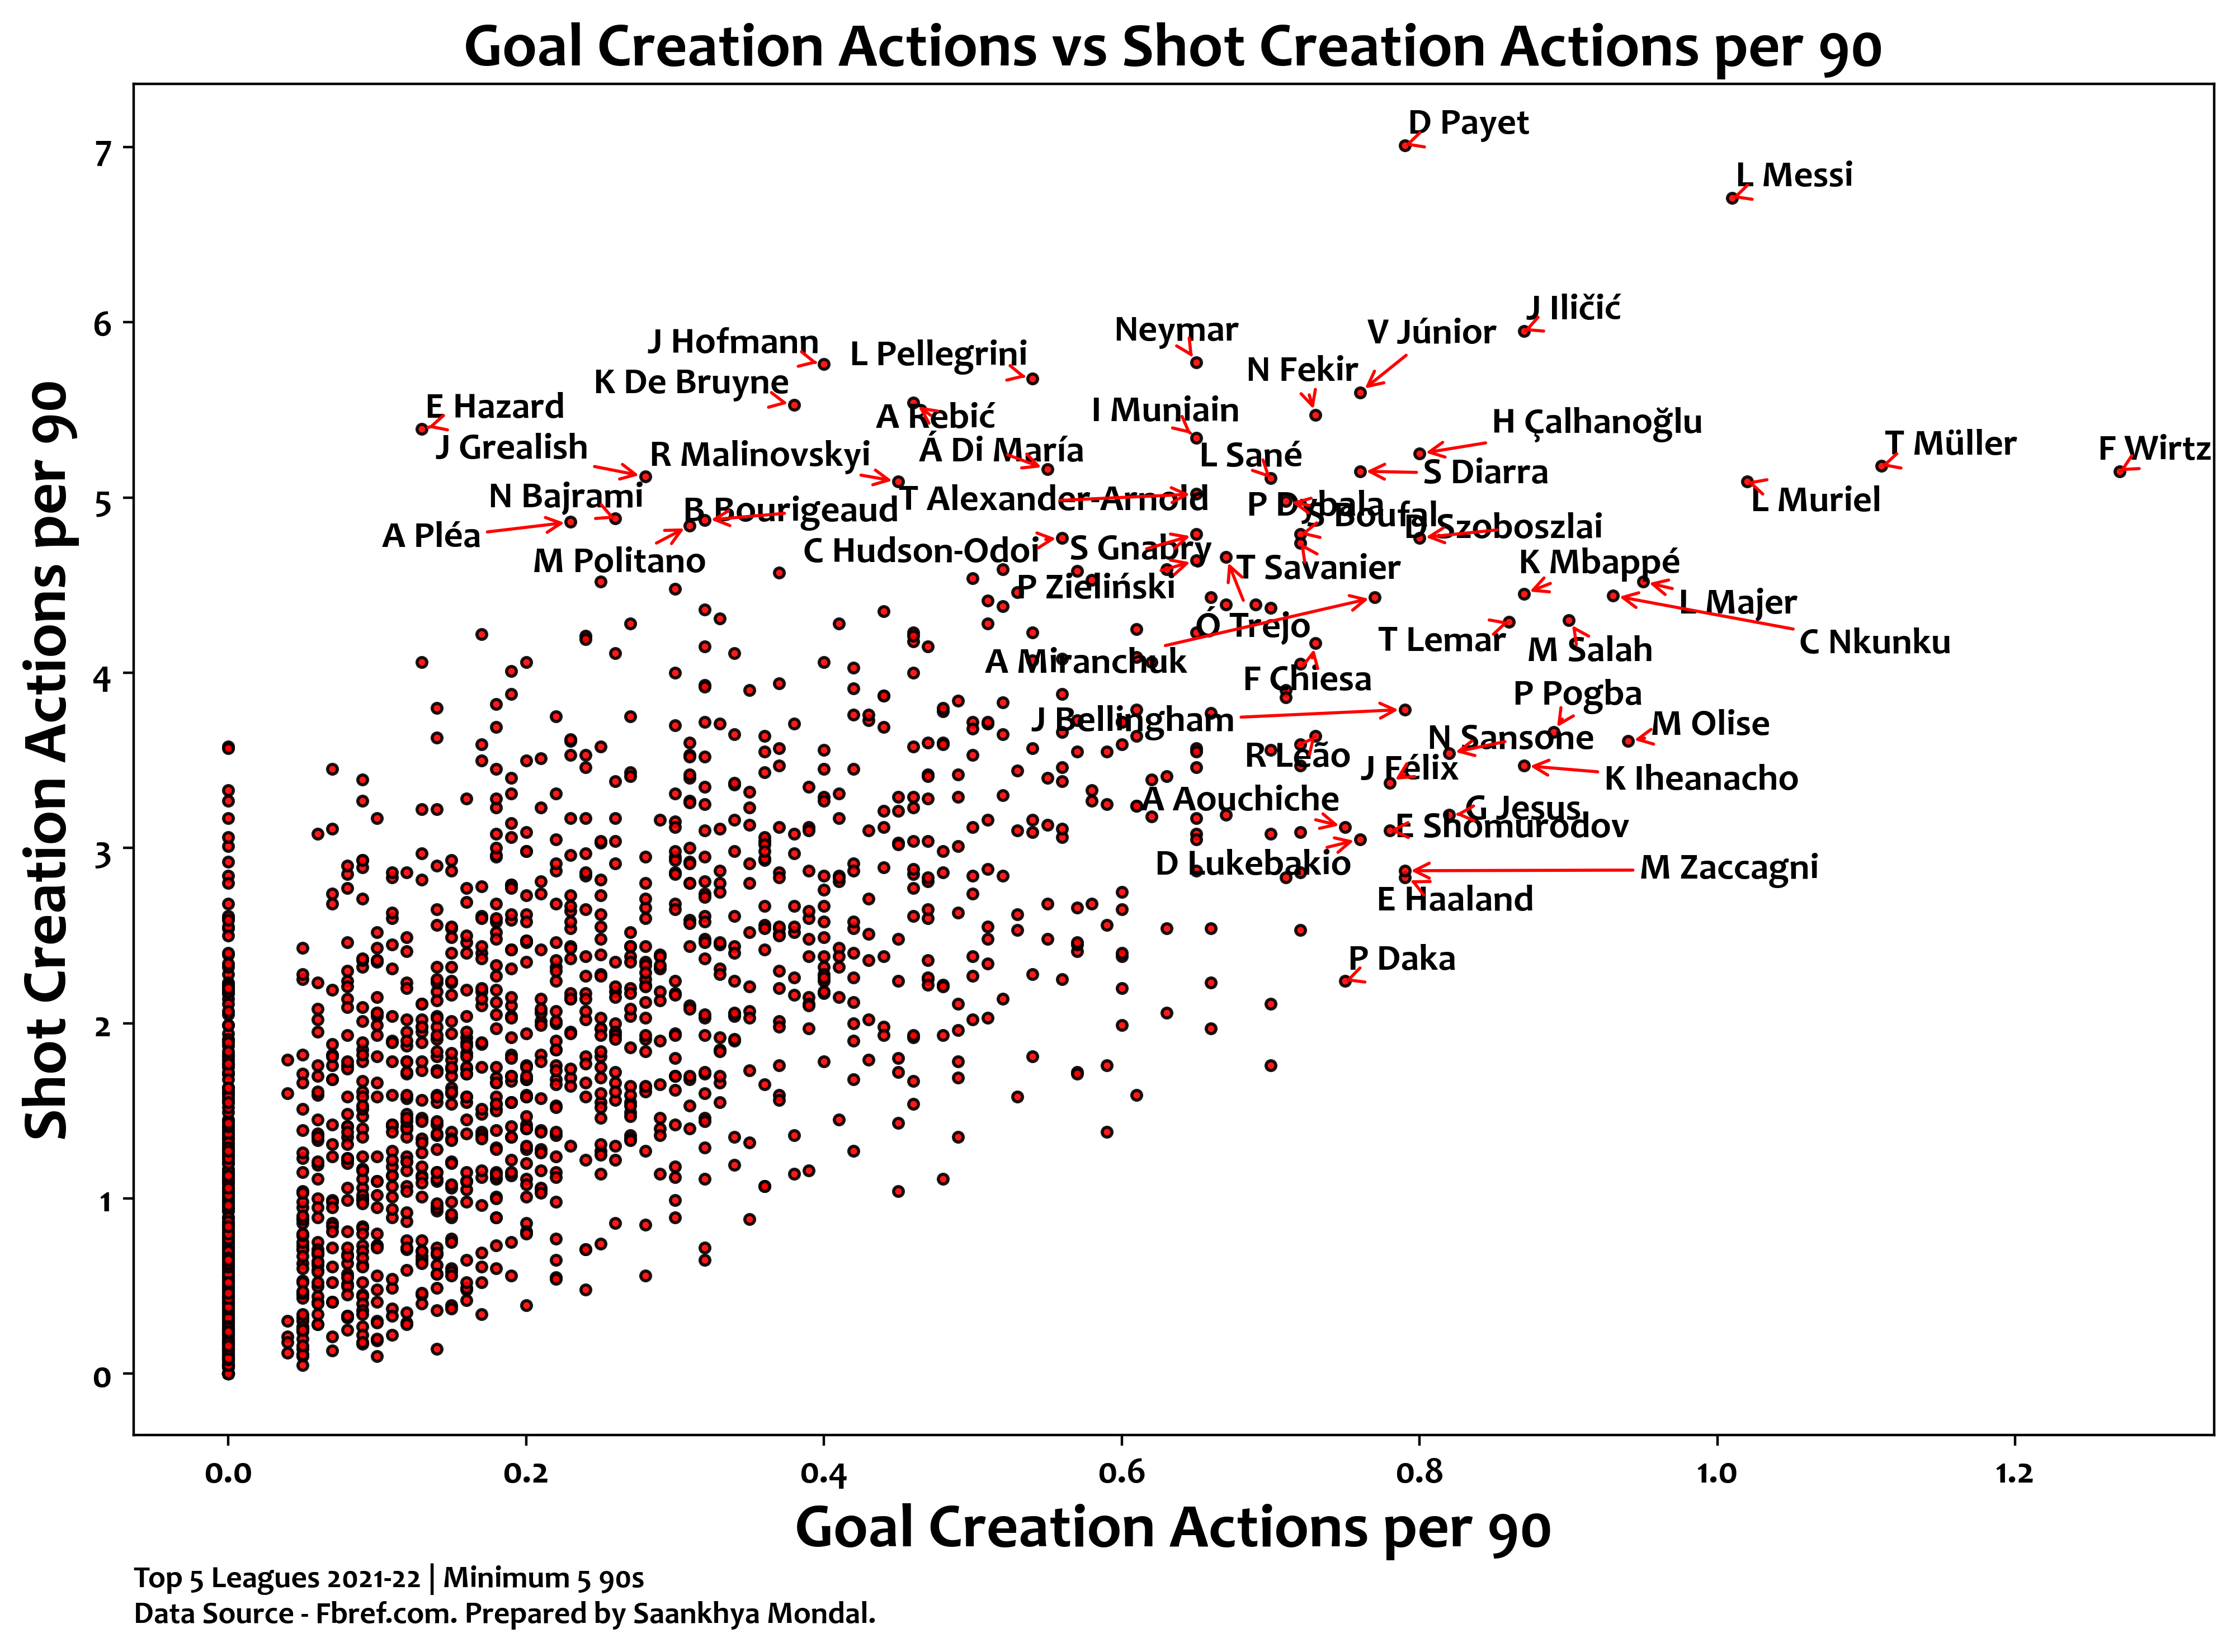 Goal Creation Actions vs Shot Creation Actions per 90
D Payet
L Messi
J Iličić
Neymar
V Júnior
J Hofmann
L Pellegrini
N Fekir
K De Bruyne
E Hazard
A Rebić
I Muniain
H Çalhanoğlu
J Grealish
R Malinovskyi
Á Di María
L Sané
S Diarra
T Müller
F Wirtz
N Bajrami
B Bourigeaud
T Alexander-Arnold
P Dybala
S Boufal
D Szoboszlai
L Muriel
A Pléa
M Politano
C Hudson-Odoi
S Gnabry
T Savanier
K Mbappé
P Zieliński
L Majer
Ó Trejo
T Lemar
M Salah
C Nkunku
A Miranchuk
F Chiesa
P Pogba
J Bellingham
M Olise
R Leão
N Sansone
J Félix
K Iheanacho
A Aouchiche
G Jesus
E Shomurodov
D Lukebakio
M Zaccagni
E Haaland
P Daka
Shot Creation Actions per 90
7
6
5
4
3
2
1
0
0.0 0.2 0.4 0.6 0.8 1.0 1.2
Goal Creation Actions per 90
Top 5 Leagues 2021-22 | Minimum 5 90s
Data Source - Fbref.com. Prepared by Saankhya Mondal.